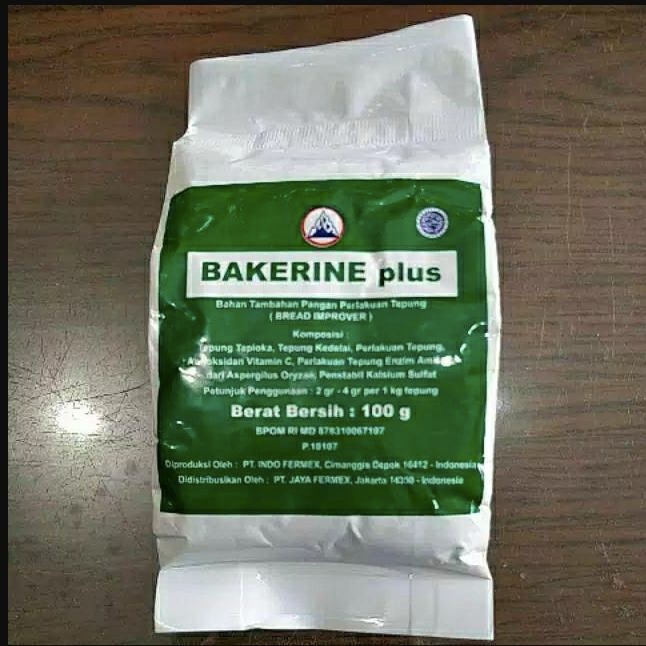 BAKERINE plus
Bahan Tambahan Pangan Perlakuan Tepung
( BREAD IMPROVER )
Komposisi :
Tepung Tapioka, Tepung Kedelai, Perlakuan Tepung,
Antioksidan Vitamin C, Perlakuan Tepung Enzim
dari Aspergilus Oryzae, Penstabil Kalsium Sulfat
Petunjuk Penggunaan : 2 gr - 4 gr per 1 kg tepung
Berat Bersih : 100 g
BPOM RI MD 678310067107
P.10107
Diproduksi Oleh : PT. INDO FERMEX, Cimanggis Depok 16412 - Indonesia
Didistribusikan Oleh : PT. JAYA FERMEX, Jakarta 14350 - Indonesia